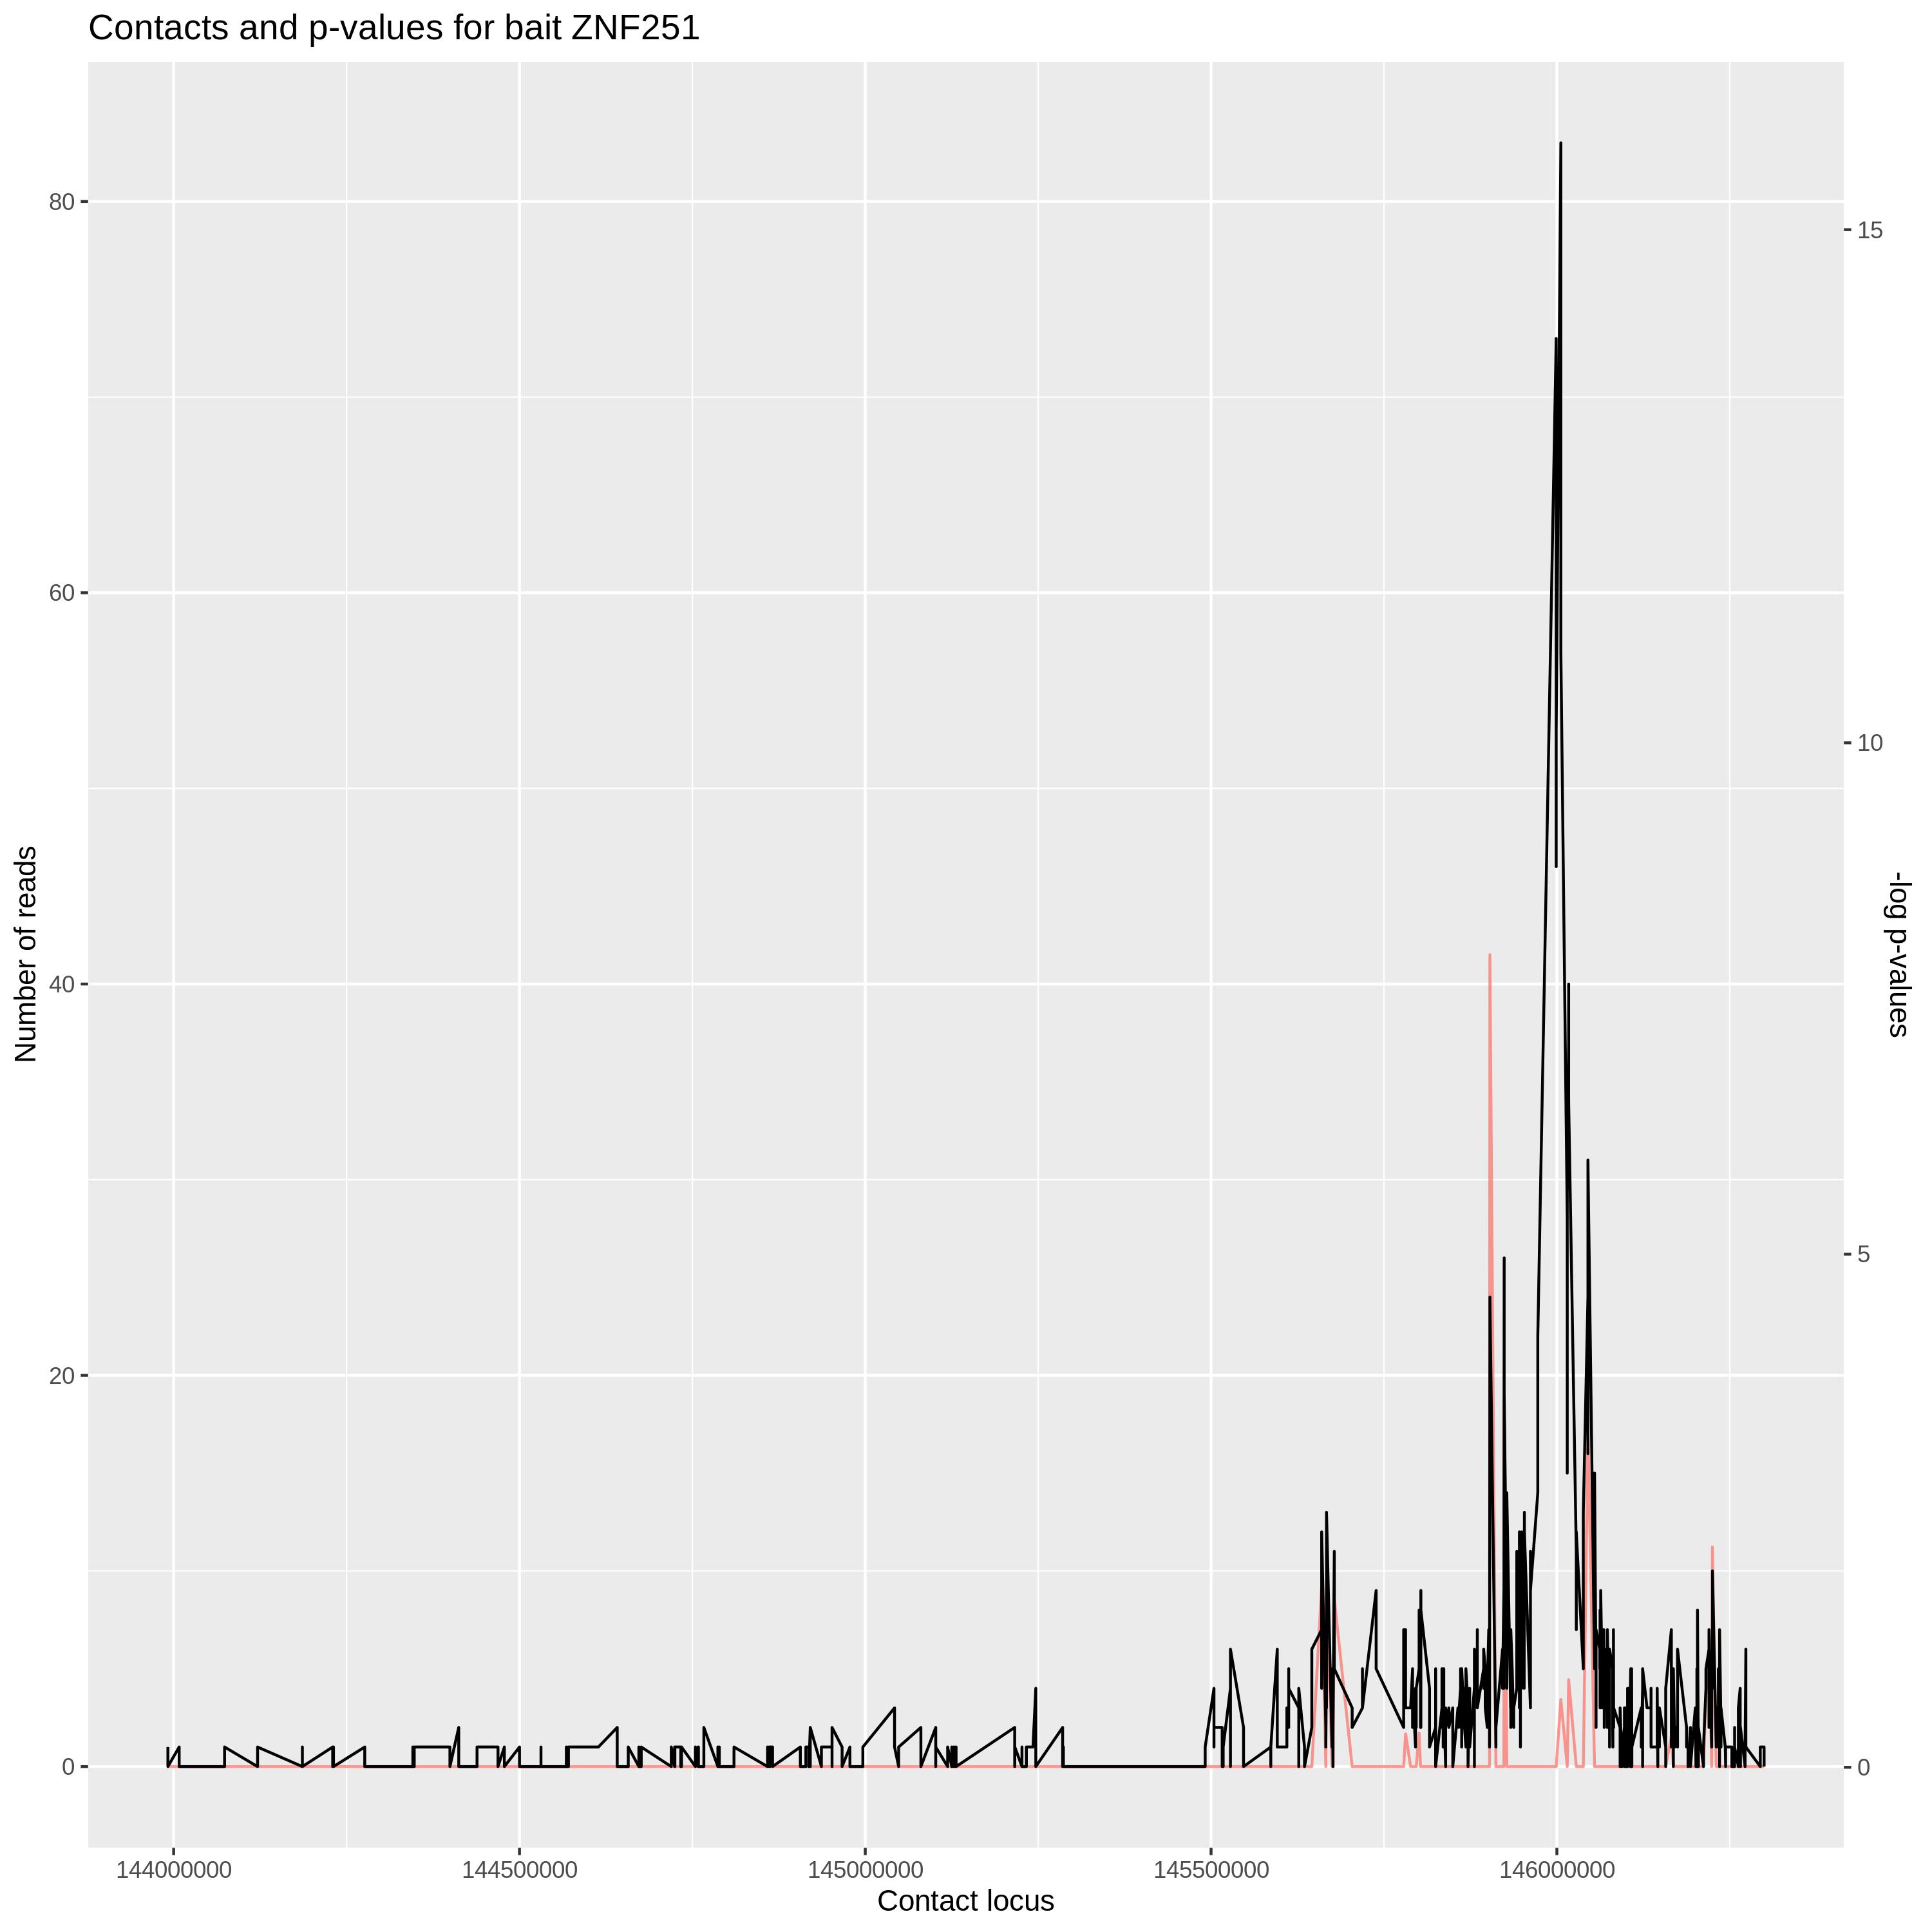 Contacts and p-values for bait ZNF251
80
60
40
20
0
Number of reads
15
10
5
0
-log p-values
144000000 144500000 145000000 145500000 146000000
Contact locus